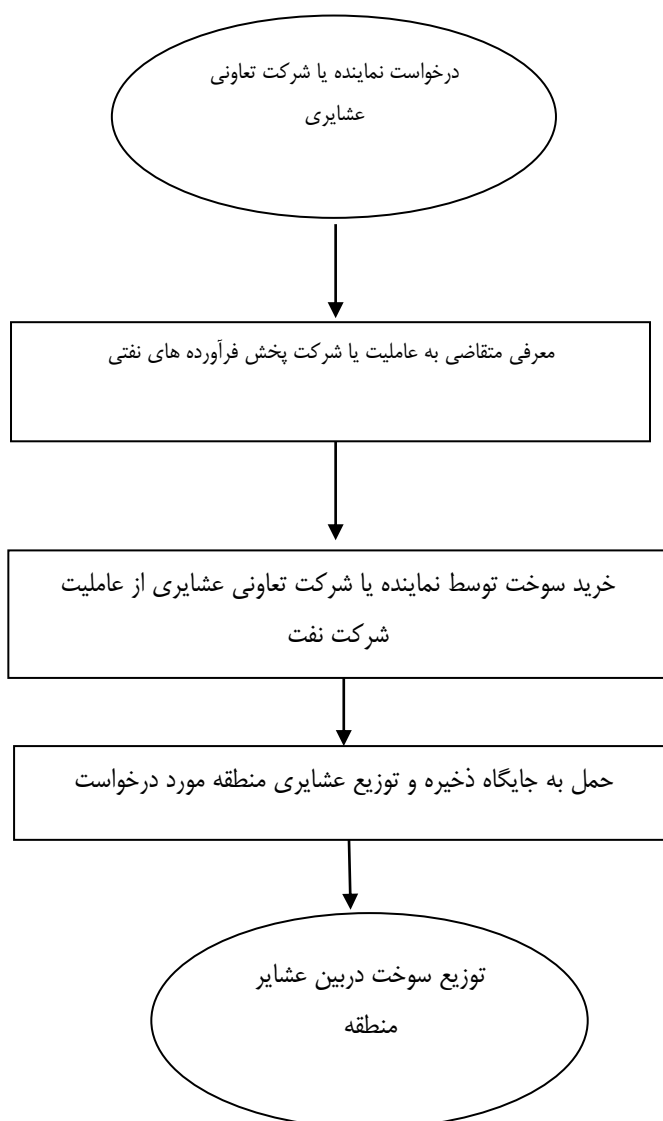 درخواست نماینده یا شرکت تعاونی
عشایری
معرفی متقاضی به عاملیت یا شرکت پخش فرآورده های نفتی
خرید سوخت توسط نماینده یا شرکت تعاونی عشایری از عاملیت
شرکت نفت
حمل به جایگاه ذخیره و توزیع عشایری منطقه مورد درخواست
توزیع سوخت دربین عشایر
منطقه